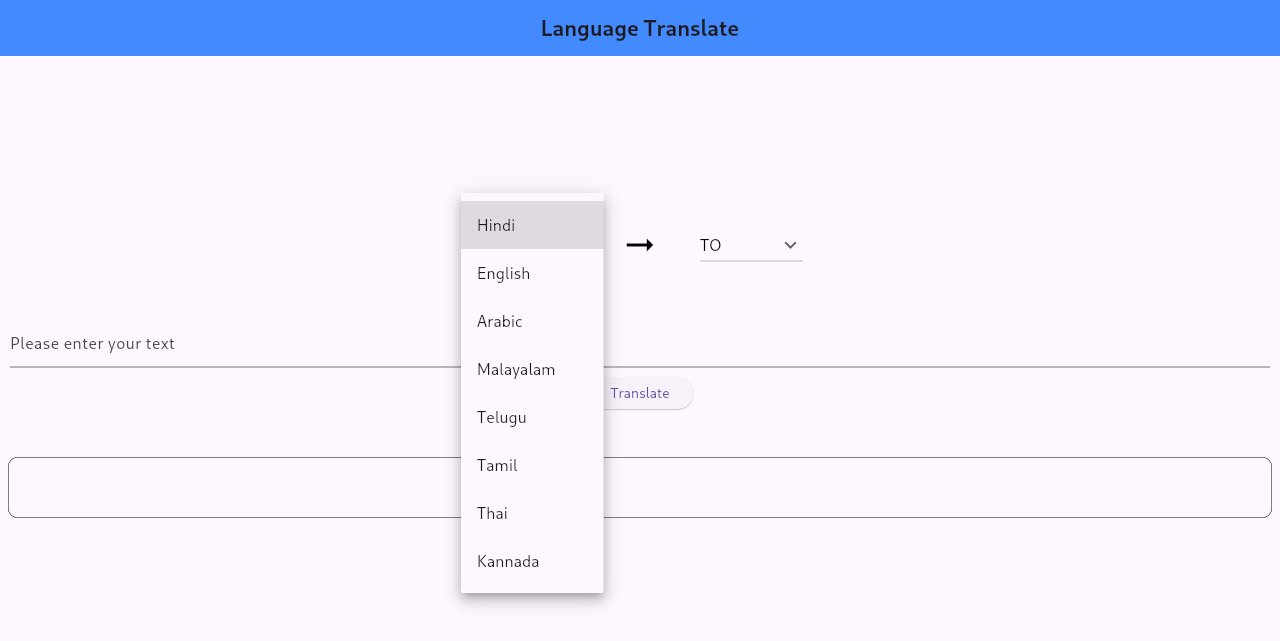 Language Translate
Hindi
English
Arabic
Malayalam
Telugu
Tamil
Thai
Kannada
TO
Please enter your text
Translate